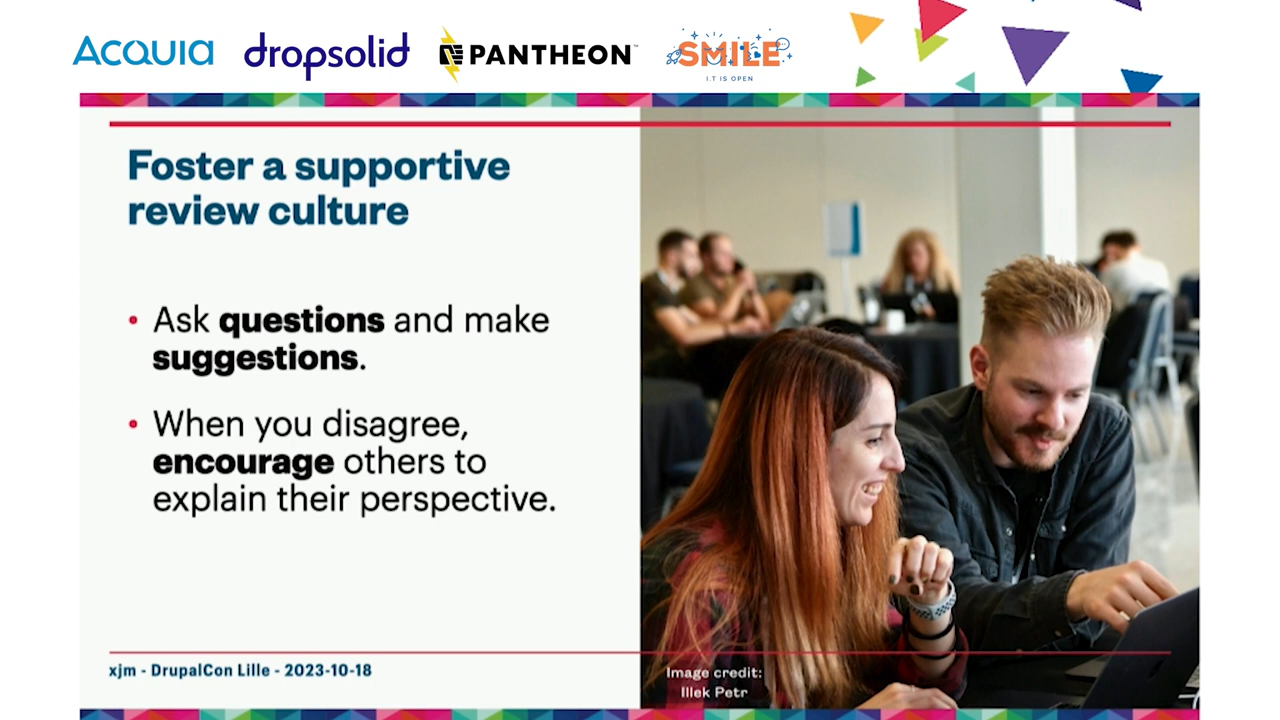 ACQUIA dropsolid PANTHEON SMILE
I.T IS OPEN
Foster a supportive
review culture
• Ask questions and make
suggestions.
• When you disagree,
encourage others to
explain their perspective.
xjm - DrupalCon Lille - 2023-10-18
Image credit:
Illek Petr